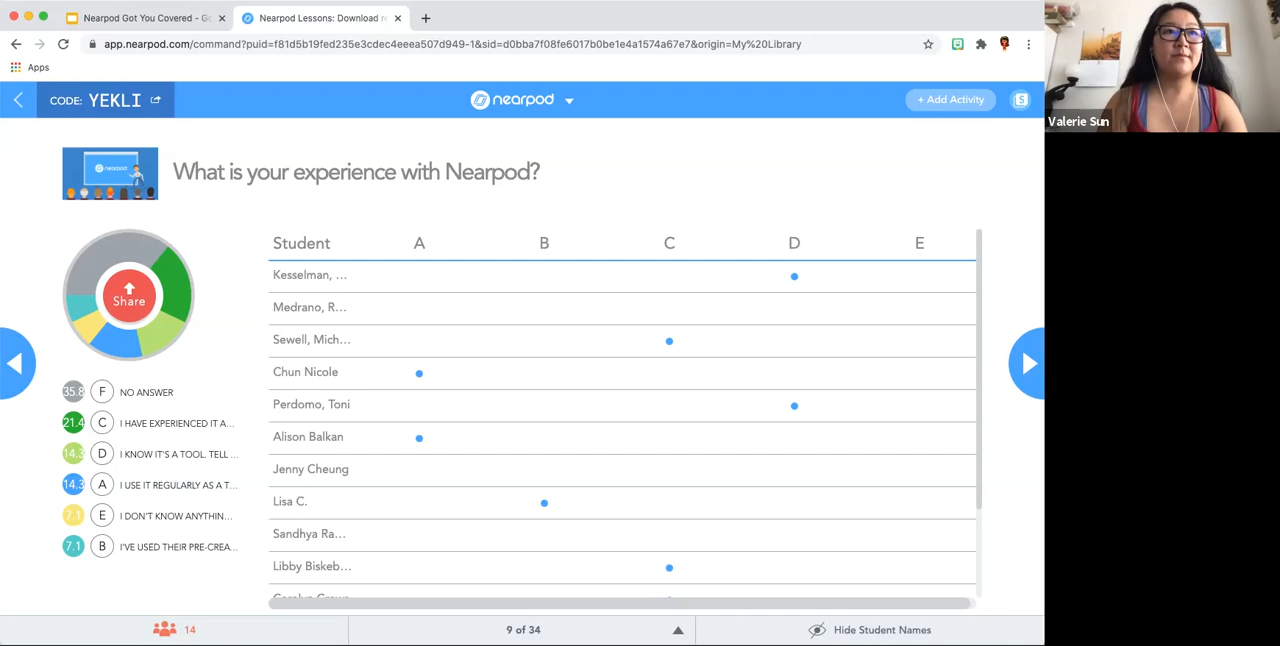 Nearpod Got You Covered - Go
Nearpod Lessons: Download re
app.nearpod.com/command?puid=f81d5b19fed235e3cdec4eeea507d949-1&sid=d0bba7f08fe6017b0be1e4a1574a67e7&origin=My%20Library
Apps
CODE: YEKLI
nearpod
+ Add Activity
S
Valerie Sun
nearpod
What is your experience with Nearpod?
Share
Student A B C D E
Kesselman, ...
Medrano, R...
Sewell, Mich...
Chun Nicole
Perdomo, Toni
Alison Balkan
Jenny Cheung
Lisa C.
Sandhya Ra...
Libby Biskeb...
35.8 F NO ANSWER
21.4 C I HAVE EXPERIENCED IT A...
14.3 D I KNOW IT'S A TOOL. TELL ...
14.3 A I USE IT REGULARLY AS A T...
7.1 E I DON'T KNOW ANYTHIN...
7.1 B I'VE USED THEIR PRE-CREA...
14
9 of 34
Hide Student Names